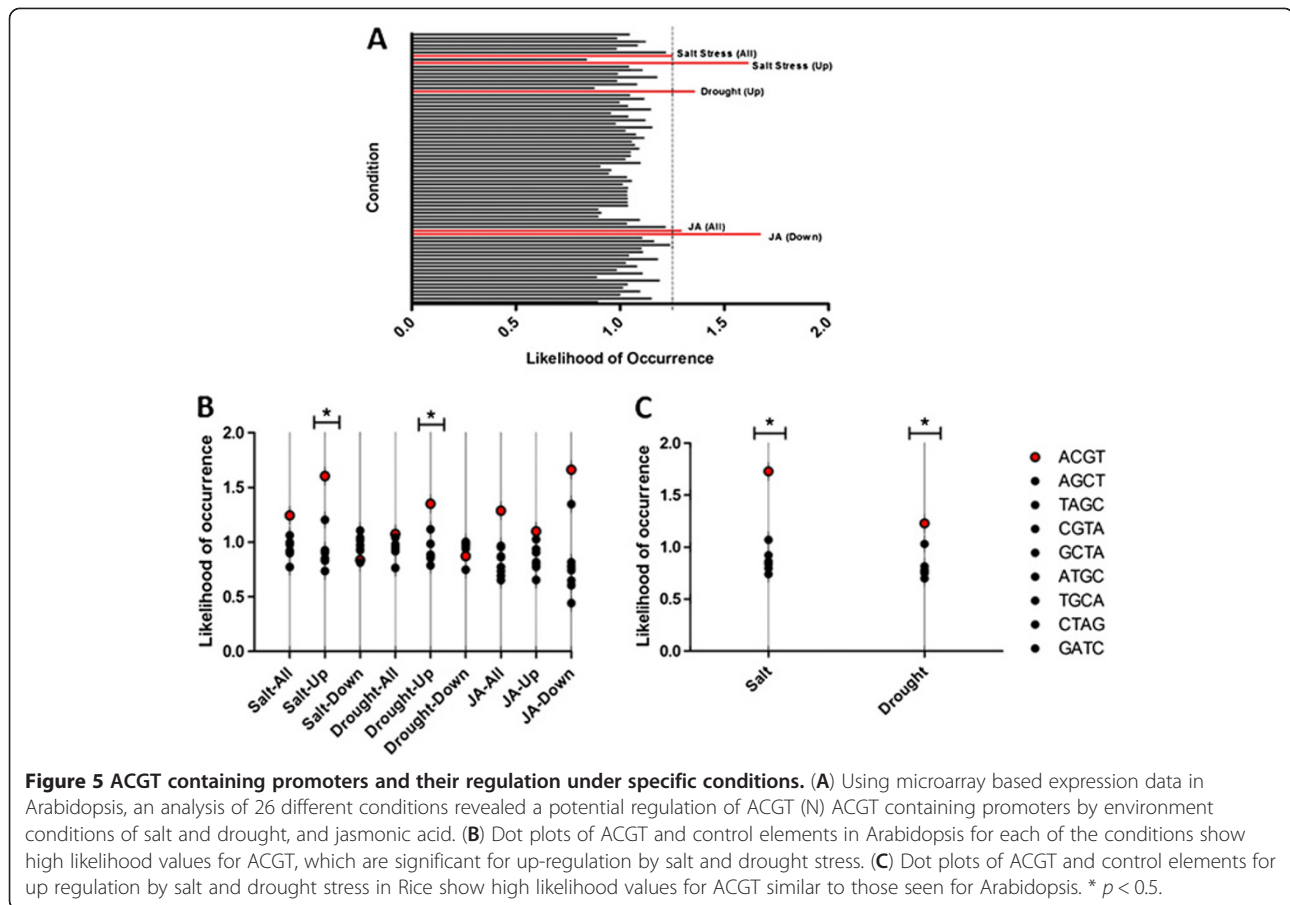 A
Salt Stress (All)
Salt Stress (Up)
Drought (Up)
JA (All)
JA (Down)
Condition
0.0
0.5
1.0
1.5
2.0
Likelihood of Occurrence
B
*
*
2.0
1.5
1.0
0.5
0.0
Likelihood of occurrence
Salt-All
Salt-Up
Salt-Down
Drought-All
Drought-Up
Drought-Down
JA-All
JA-Up
JA-Down
C
*
*
2.0
1.5
1.0
0.5
0.0
Likelihood of occurrence
Salt
Drought
ACGT
AGCT
TAGC
CGTA
GCTA
ATGC
TGCA
CTAG
GATC
Figure 5 ACGT containing promoters and their regulation under specific conditions. (A) Using microarray based expression data in
Arabidopsis, an analysis of 26 different conditions revealed a potential regulation of ACGT (N) ACGT containing promoters by environment
conditions of salt and drought, and jasmonic acid. (B) Dot plots of ACGT and control elements in Arabidopsis for each of the conditions show
high likelihood values for ACGT, which are significant for up-regulation by salt and drought stress. (C) Dot plots of ACGT and control elements for
up regulation by salt and drought stress in Rice show high likelihood values for ACGT similar to those seen for Arabidopsis. * p < 0.5.